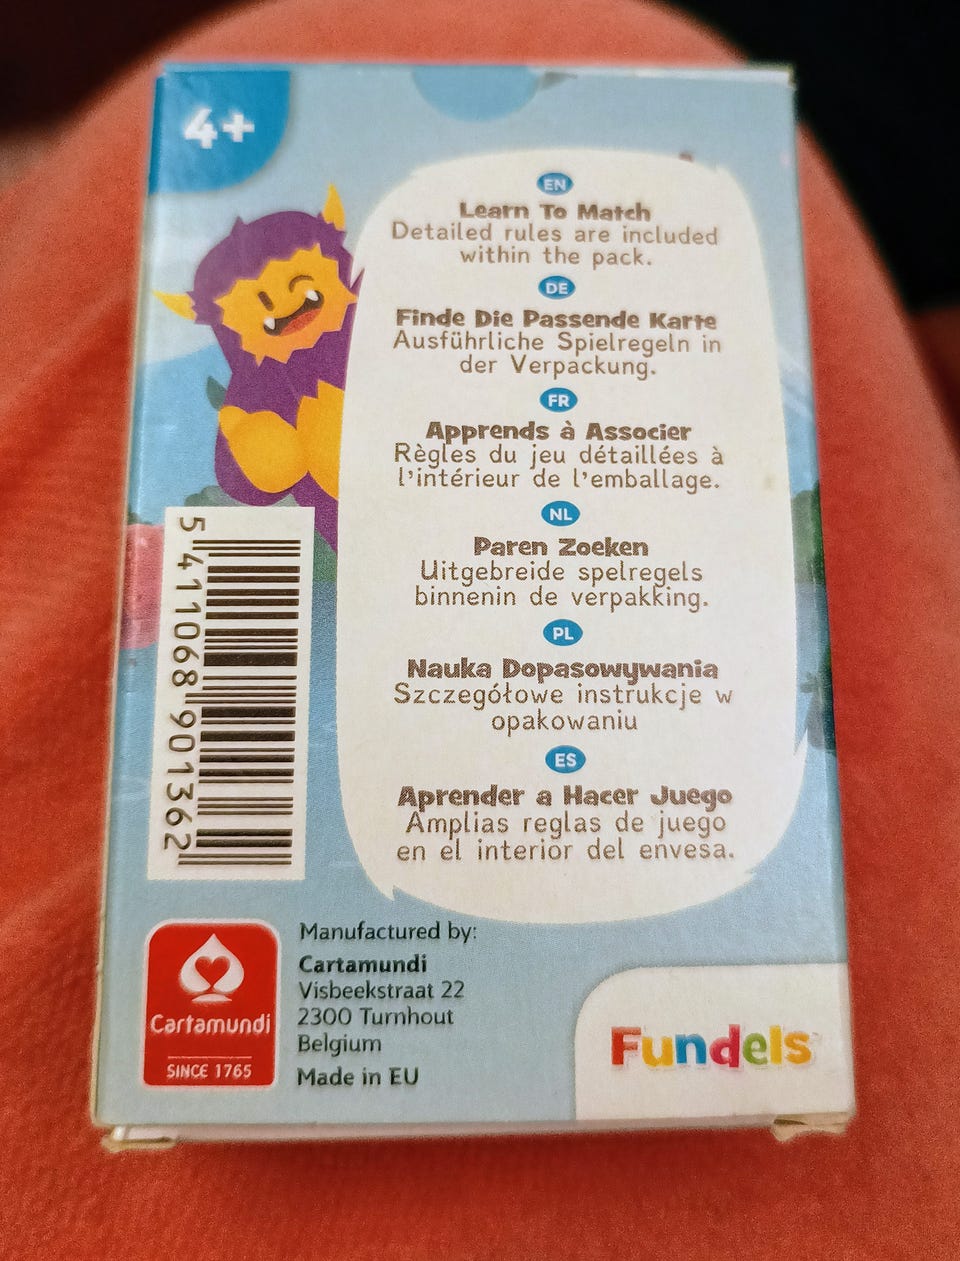 4+
EN
Learn To Match
Detailed rules are included
within the pack.
DE
Finde Die Passende Karte
Ausführliche Spielregeln in
der Verpackung.
FR
Apprends à Associer
Règles du jeu détaillées à
l'intérieur de l'emballage.
NL
Paren Zoeken
Uitgebreide spelregels
binnenin de verpakking.
PL
Nauka Dopasowywania
Szczegółowe instrukcje w
opakowaniu
ES
Aprender a Hacer Juego
Amplias reglas de juego
en el interior del envesa.
5 411068 901362
Cartamundi
SINCE 1765
Manufactured by:
Cartamundi
Visbeekstraat 22
2300 Turnhout
Belgium
Made in EU
Fundels